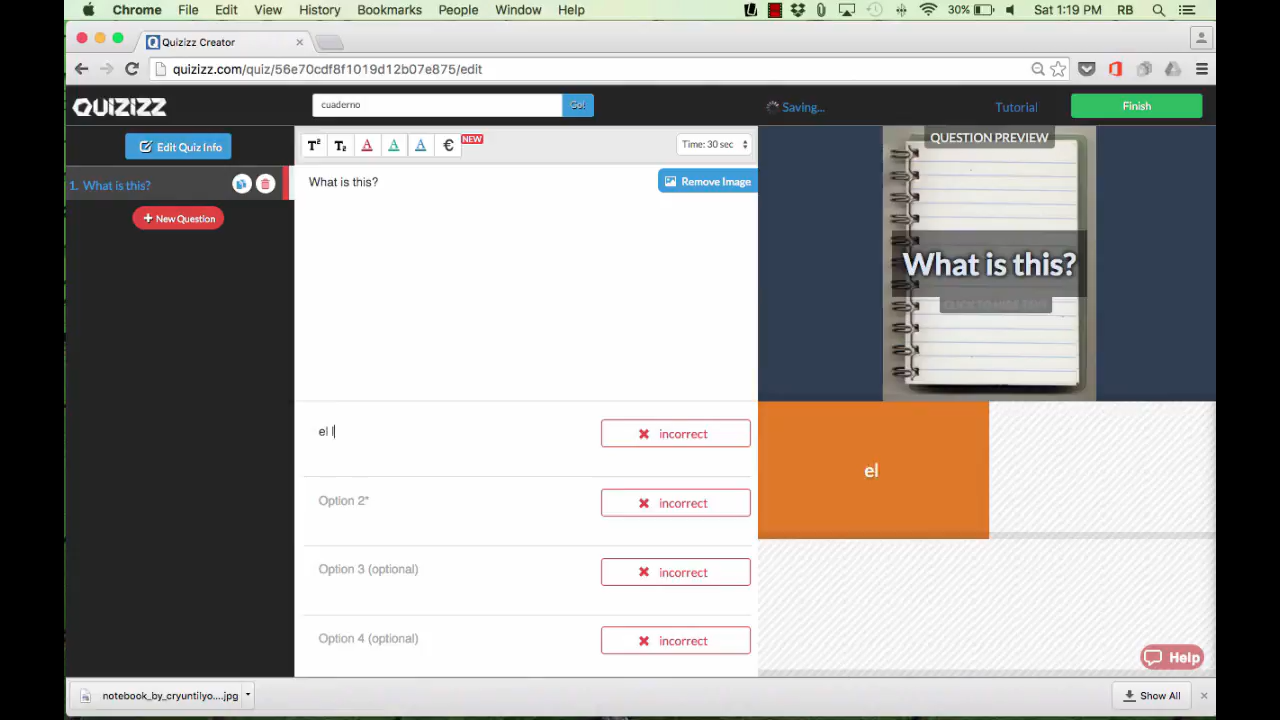 Chrome File Edit View History Bookmarks People Window Help 30% Sat 1:19 PM RB
Quizizz Creator
quizizz.com/quiz/56e70cdf8f1019d12b07e875/edit
QUIZIZZ cuaderno Go! Saving... Tutorial Finish
Edit Quiz Info T² T₂ A A A € NEW Time: 30 sec QUESTION PREVIEW
1. What is this? What is this? Remove Image
New Question
What is this?
el l incorrect
el
Option 2* incorrect
Option 3 (optional) incorrect
Option 4 (optional) incorrect
Help
notebook_by_cryuntilyo....jpg Show All